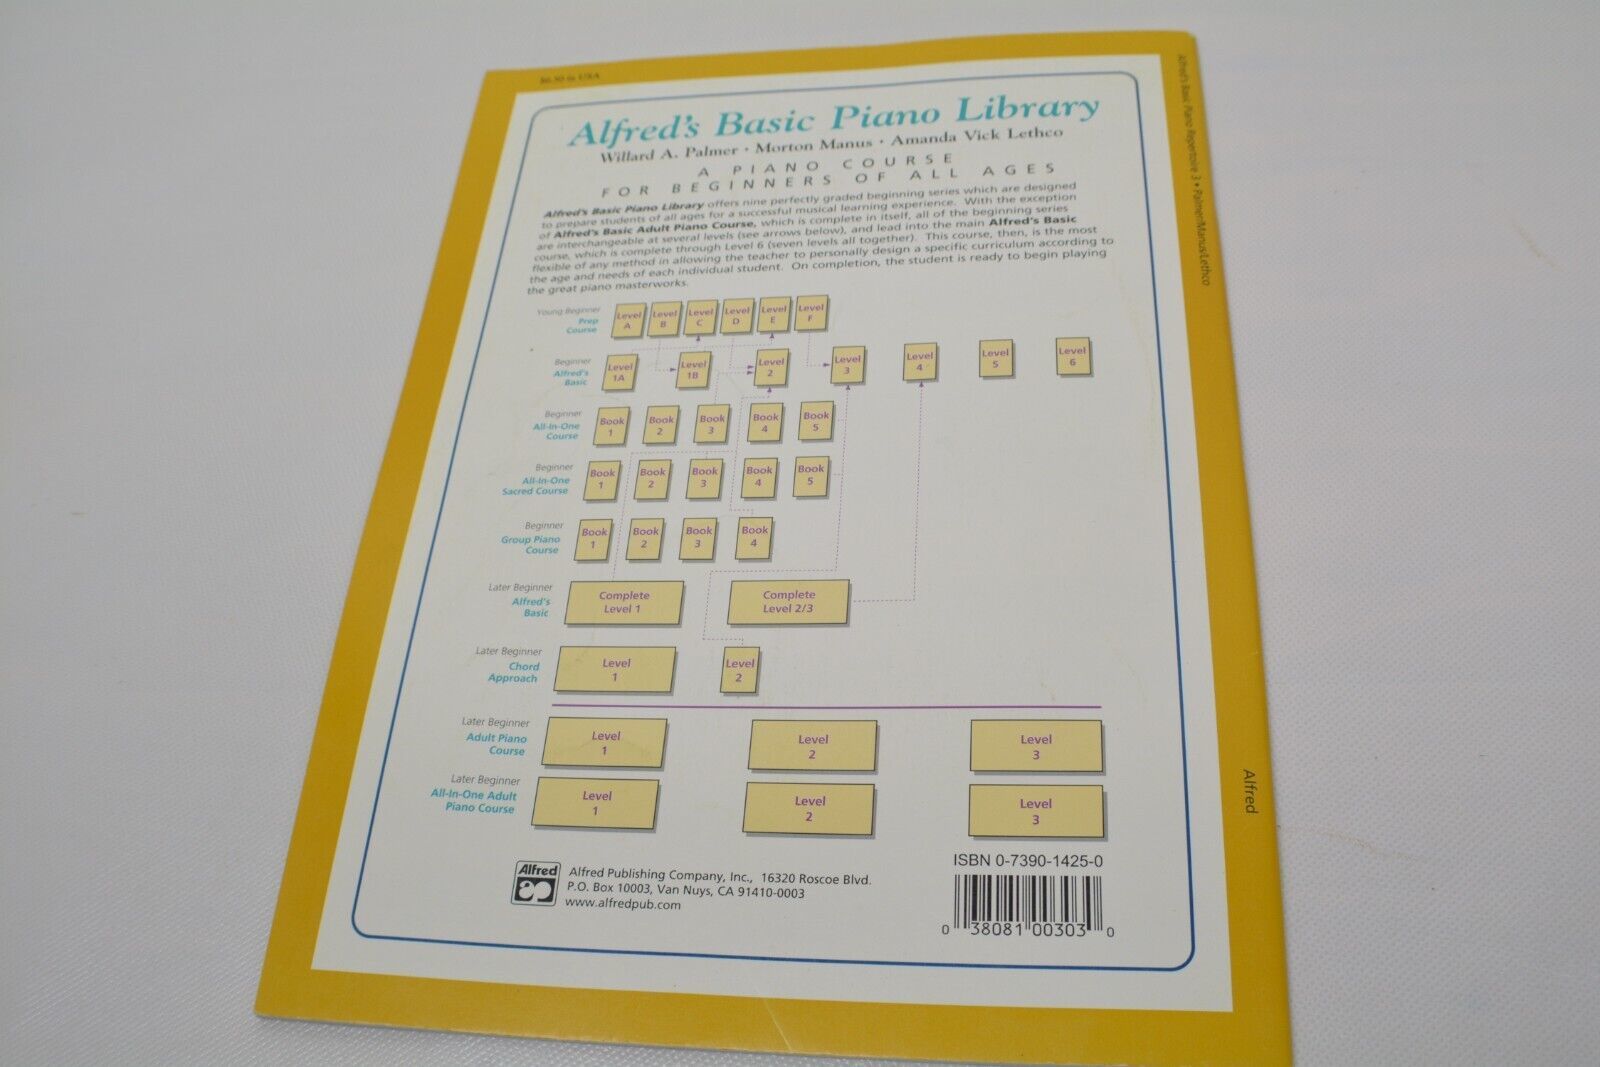 $6.50 in USA
Alfred's Basic Piano Library
Willard A. Palmer • Morton Manus • Amanda Vick Lethco
A PIANO COURSE
FOR BEGINNERS OF ALL AGES
Alfred's Basic Piano Library offers nine perfectly graded beginning series which are designed
to prepare students of all ages for a successful musical learning experience. With the exception
of Alfred's Basic Adult Piano Course, which is complete in itself, all of the beginning series
are interchangeable at several levels (see arrows below), and lead into the main Alfred's Basic
course, which is complete through Level 6 (seven levels all together). This course, then, is the most
flexible of any method in allowing the teacher to personally design a specific curriculum according to
the age and needs of each individual student. On completion, the student is ready to begin playing
the great piano masterworks.
Young Beginner
Prep
Course
Level A
Level B
Level C
Level D
Level E
Level F
Beginner
Alfred's
Basic
Level 1A
Level 1B
Level 2
Level 3
Level 4
Level 5
Level 6
Beginner
All-In-One
Course
Book 1
Book 2
Book 3
Book 4
Book 5
Beginner
All-In-One
Sacred Course
Book 1
Book 2
Book 3
Book 4
Book 5
Beginner
Group Piano
Course
Book 1
Book 2
Book 3
Book 4
Later Beginner
Alfred's
Basic
Complete
Level 1
Complete
Level 2/3
Later Beginner
Chord
Approach
Level 1
Level 2
Later Beginner
Adult Piano
Course
Level 1
Level 2
Level 3
Later Beginner
All-In-One Adult
Piano Course
Level 1
Level 2
Level 3
Alfred
Alfred Publishing Company, Inc., 16320 Roscoe Blvd.
P.O. Box 10003, Van Nuys, CA 91410-0003
www.alfredpub.com
ISBN 0-7390-1425-0
0 38081 00303 0
Alfred's Basic Piano Repertoire 3 • Palmer/Manus/Lethco
Alfred